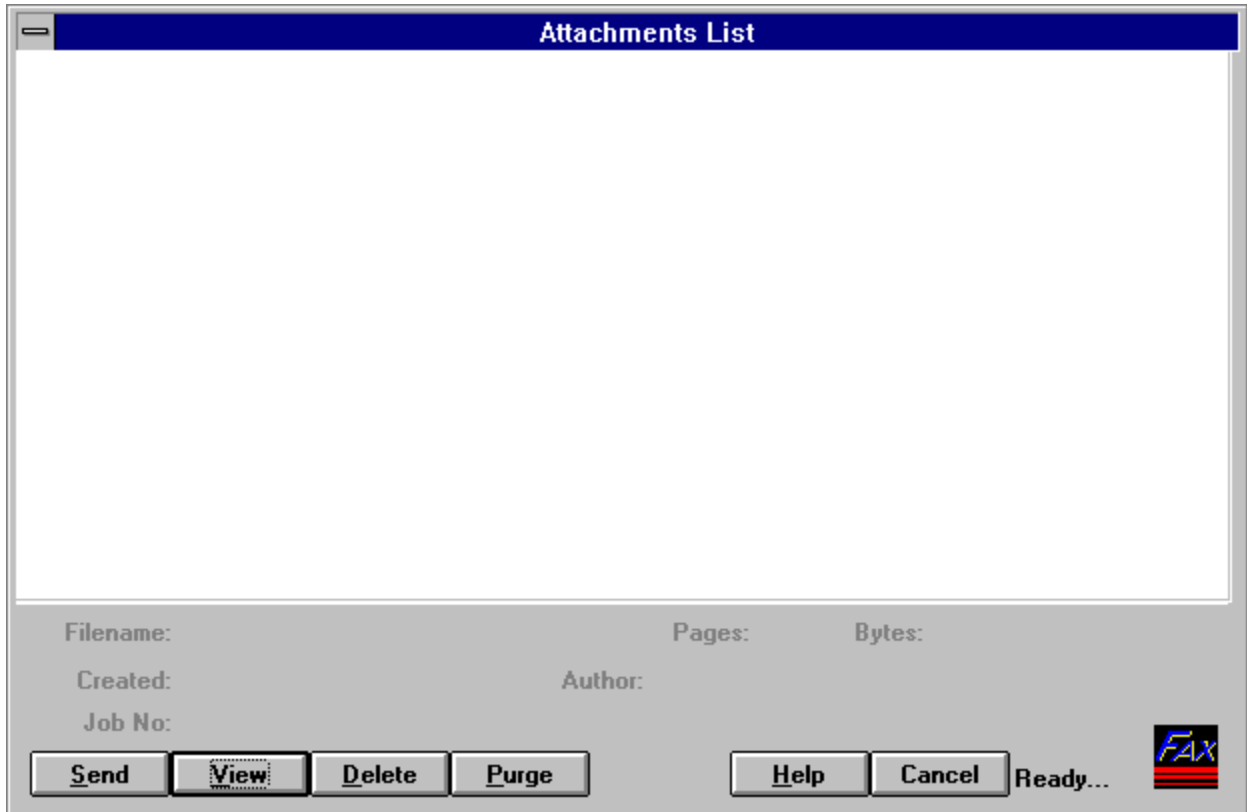 Attachments List
Filename: Pages: Bytes:
Created: Author:
Job No:
Send View Delete Purge Help Cancel Ready...
FAX